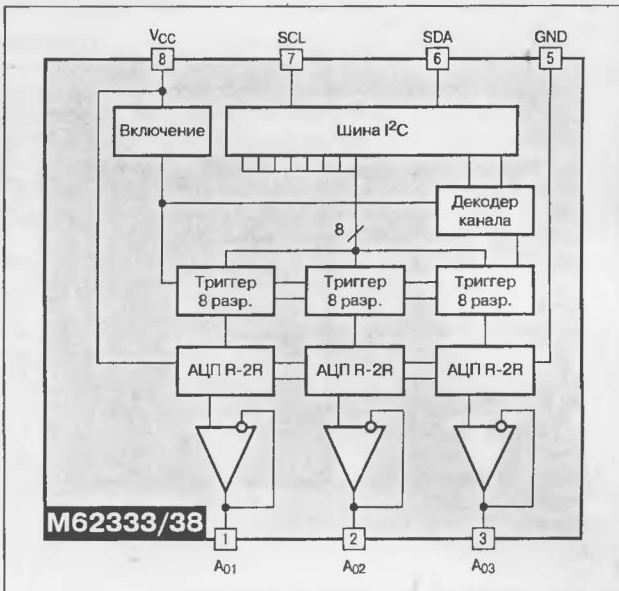 VCC SCL SDA GND
8 7 6 5
Включение
Шина I²C
Декодер
канала
8
Триггер
8 разр.
Триггер
8 разр.
Триггер
8 разр.
АЦП R-2R АЦП R-2R АЦП R-2R
M62333/38
1 2 3
A01 A02 A03